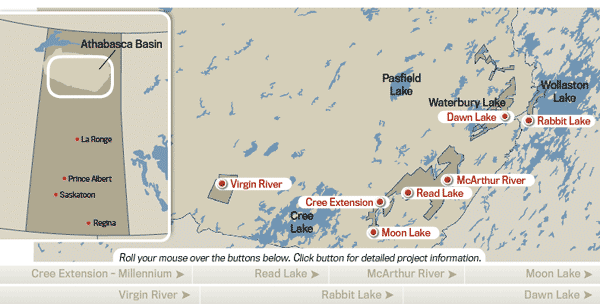 Athabasca Basin
La Ronge
Prince Albert
Saskatoon
Regina
Pasfield
Lake
Wollaston
Lake
Waterbury Lake
Dawn Lake
Rabbit Lake
McArthur River
Virgin River
Read Lake
Cree Extension
Cree
Lake
Moon Lake
Roll your mouse over the buttons below. Click button for detailed project information.
Cree Extension - Millennium
Read Lake
McArthur River
Moon Lake
Virgin River
Rabbit Lake
Dawn Lake